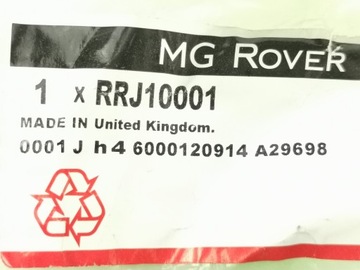 MG ROVER
1 x RRJ10001
MADE IN United Kingdom.
0001 J h4 6000120914 A29698